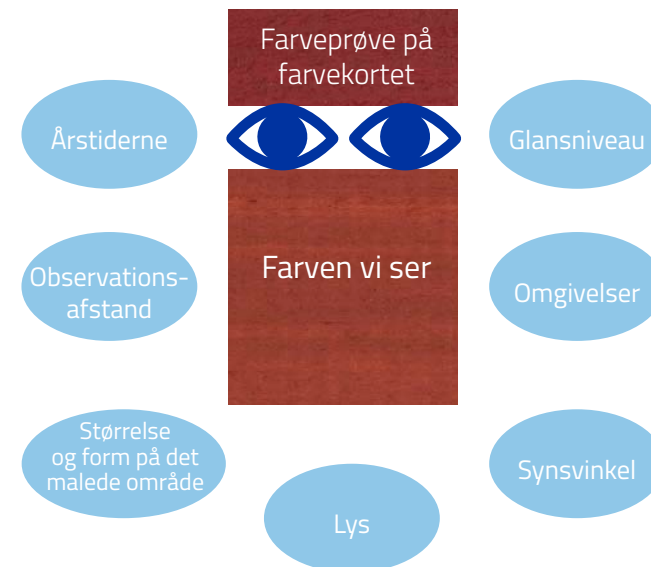 Farveprøve på
farvekortet
Årstiderne
Glansniveau
Farven vi ser
Observations-
afstand
Omgivelser
Størrelse
og form på det
malede område
Synsvinkel
Lys